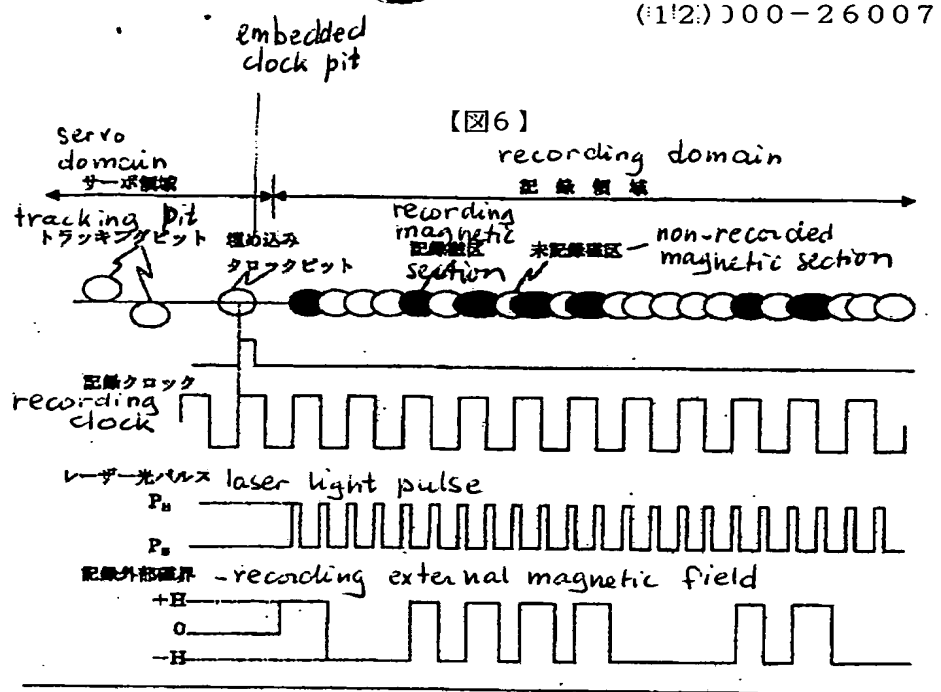 (12))00-26007
embedded
clock pit
【図6】
servo
domain
サーボ領域
recording domain
記録領域
tracking pit
トラッキングピット
埋め込み
クロックピット
recording
magnetic
記録磁区
section
未記録磁区
non-recorded
magnetic section
記録クロック
recording
clock
レーザー光パルス laser light pulse
P
P
記録外部磁界 - recording external magnetic field
+H
0
-H